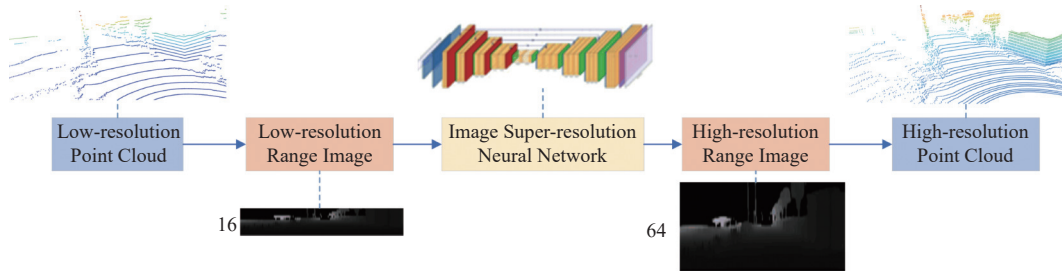 Low-resolution
Point Cloud
Low-resolution
Range Image
Image Super-resolution
Neural Network
High-resolution
Range Image
High-resolution
Point Cloud
16
64